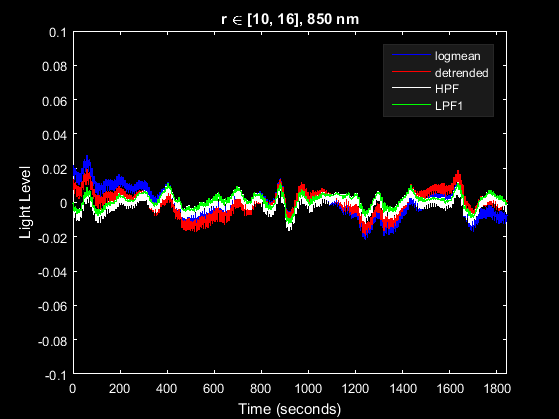 r ∈ [10, 16], 850 nm
0.1
0.08
0.06
0.04
0.02
0
-0.02
-0.04
-0.06
-0.08
-0.1
Light Level
logmean
detrended
HPF
LPF1
0 200 400 600 800 1000 1200 1400 1600 1800
Time (seconds)